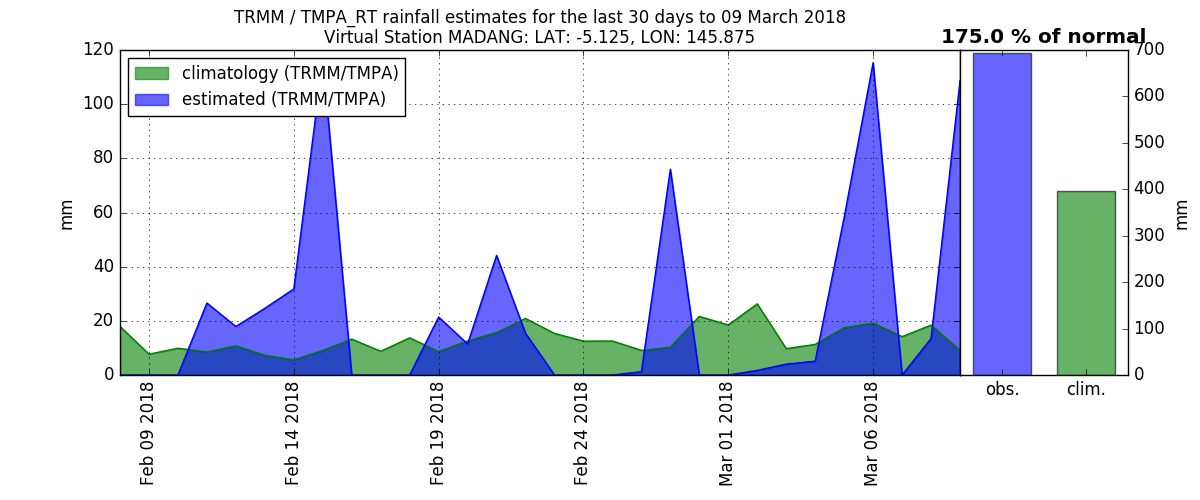 TRMM / TMPA_RT rainfall estimates for the last 30 days to 09 March 2018
Virtual Station MADANG: LAT: -5.125, LON: 145.875
175.0 % of normal
climatology (TRMM/TMPA)
estimated (TRMM/TMPA)
mm
120
100
80
60
40
20
0
Feb 09 2018
Feb 14 2018
Feb 19 2018
Feb 24 2018
Mar 01 2018
Mar 06 2018
obs.
clim.
700
600
500
400
300
200
100
0
mm